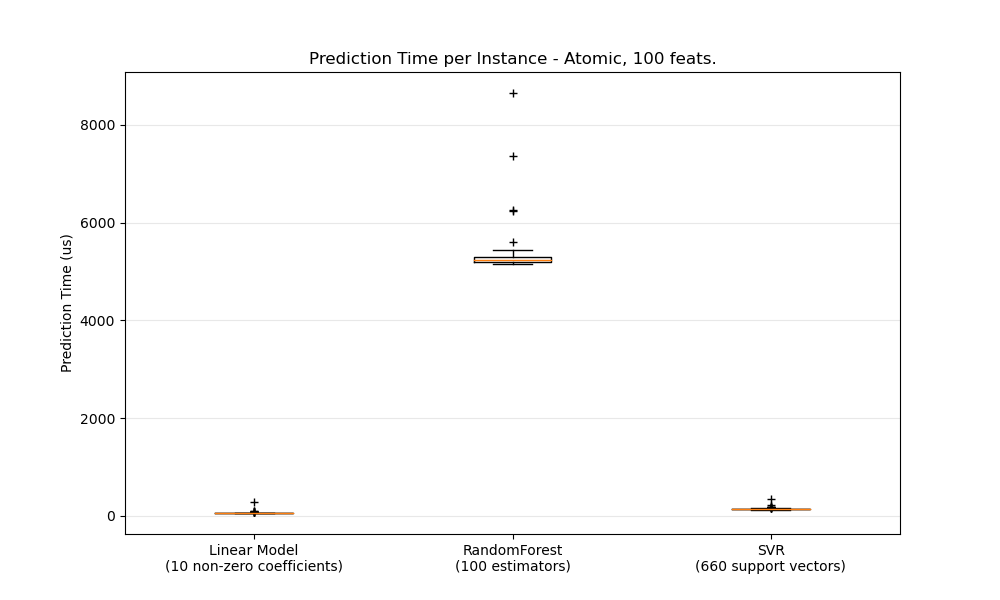 Prediction Time per Instance - Atomic, 100 feats.
Prediction Time (us)
8000
6000
4000
2000
0
Linear Model
(10 non-zero coefficients)
RandomForest
(100 estimators)
SVR
(660 support vectors)